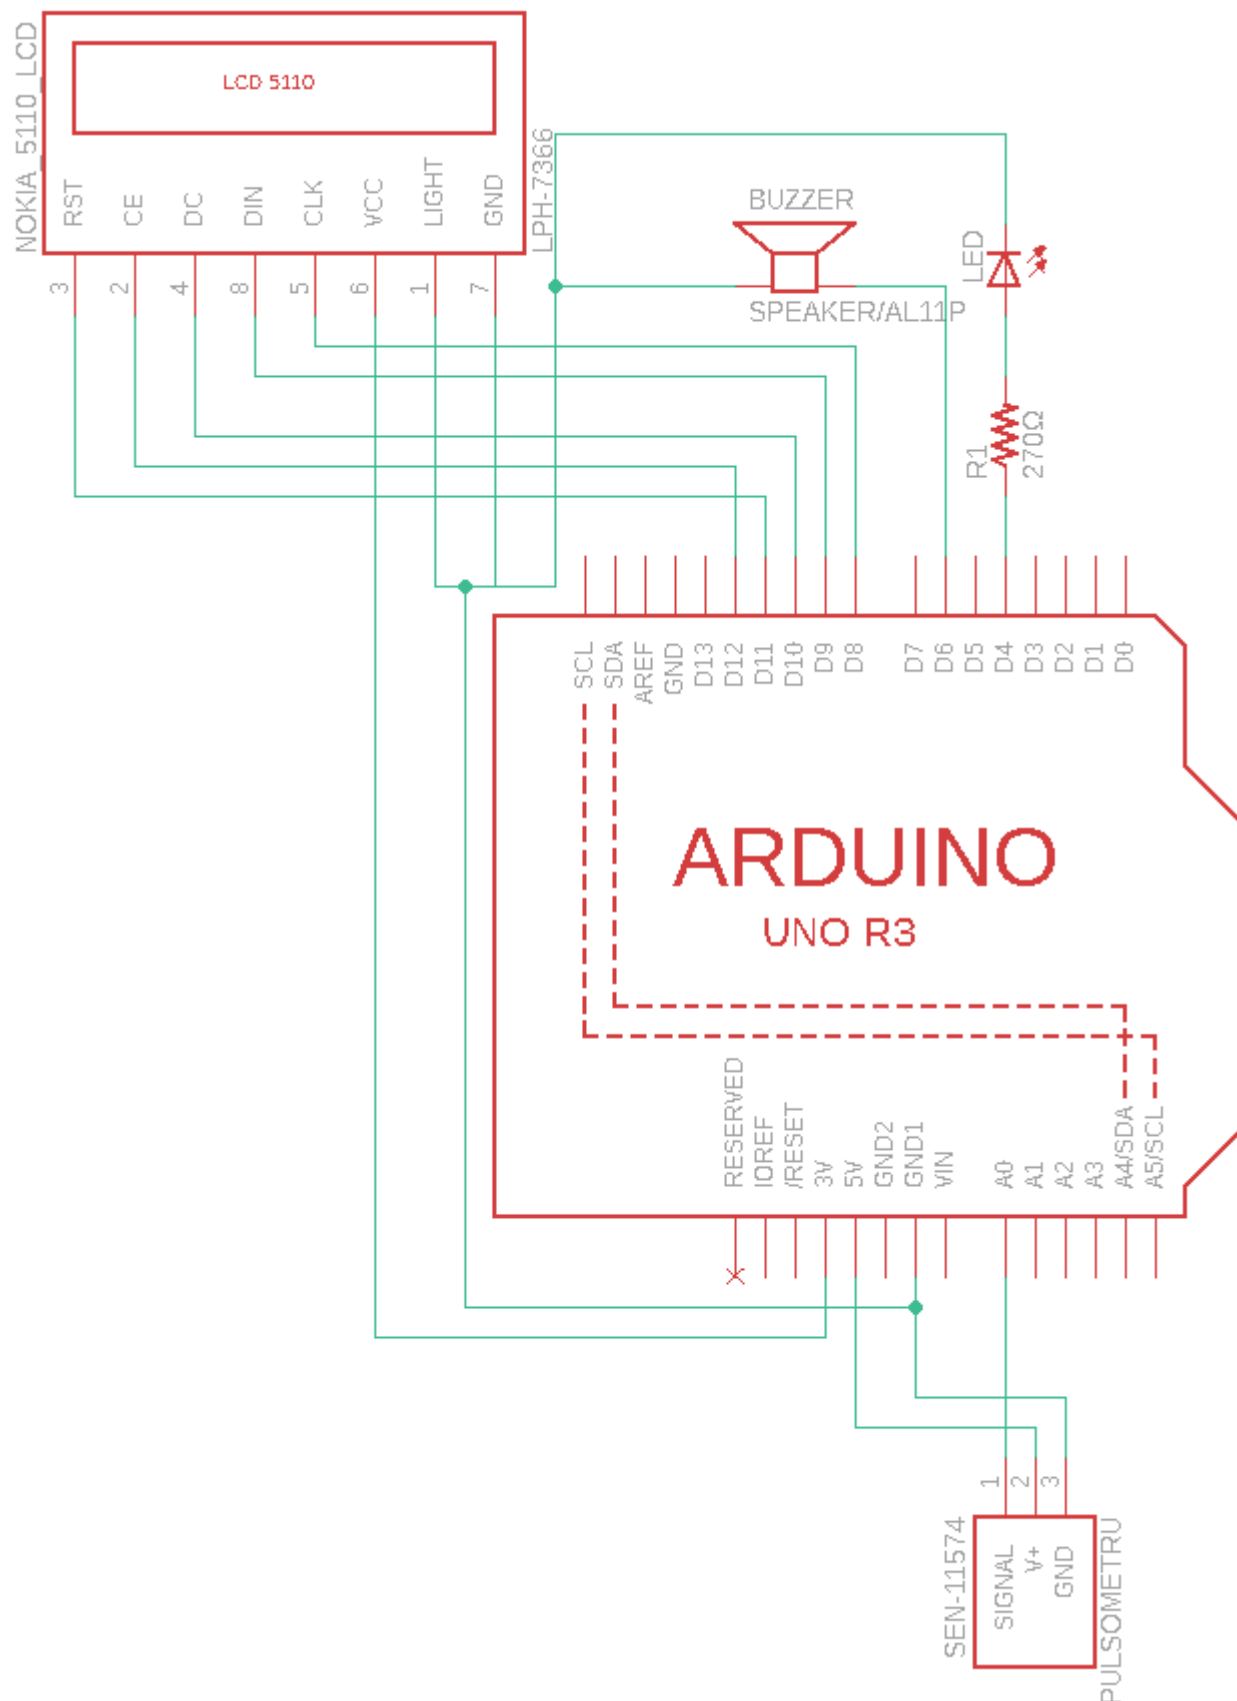 NOKIA_5110_LCD
LCD 5110
LPH-7366
RST
CE
DC
DIN
CLK
VCC
LIGHT
GND
3
2
4
8
5
6
1
7
BUZZER
SPEAKER/AL11P
LED
R1
270Ω
SCL
SDA
AREF
GND
D13
D12
D11
D10
D9
D8
D7
D6
D5
D4
D3
D2
D1
D0
ARDUINO
UNO R3
RESERVED
IOREF
/RESET
3V
5V
GND2
GND1
VIN
A0
A1
A2
A3
A4/SDA
A5/SCL
1
2
3
SEN-11574
SIGNAL
V+
GND
PULSOMETRU